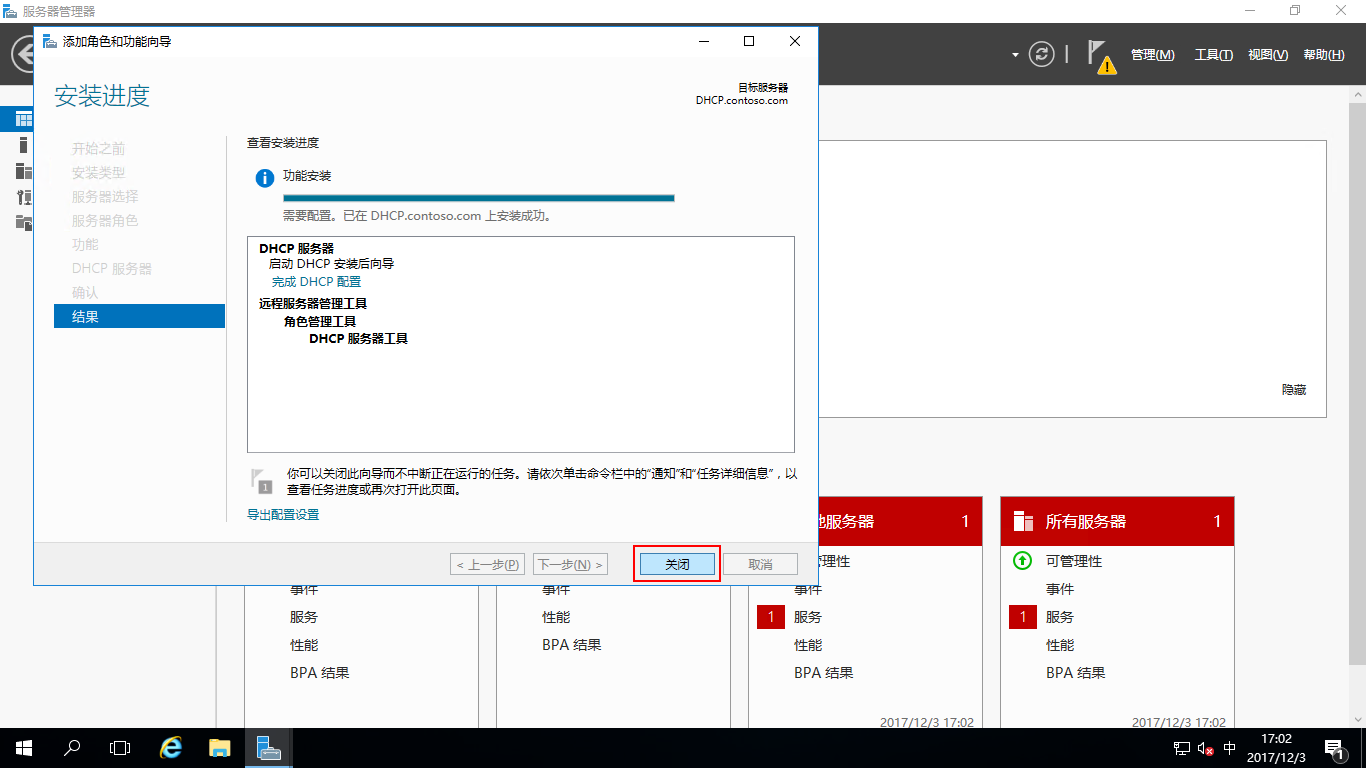 服务器管理器
添加角色和功能向导
管理(M)
工具(T)
视图(V)
帮助(H)
安装进度
目标服务器
DHCP.contoso.com
开始之前
安装类型
服务器选择
服务器角色
功能
DHCP 服务器
确认
结果
查看安装进度
功能安装
需要配置。已在 DHCP.contoso.com 上安装成功。
DHCP 服务器
启动 DHCP 安装后向导
完成 DHCP 配置
远程服务器管理工具
角色管理工具
DHCP 服务器工具
1
你可以关闭此向导而不中断正在运行的任务。请依次单击命令栏中的“通知”和“任务详细信息”，以
查看任务进度或再次打开此页面。
导出配置设置
< 上一步(P)
下一步(N) >
关闭
取消
隐藏
事件
服务
性能
BPA 结果
事件
性能
BPA 结果
服务器 1
管理性
事件
1 服务
性能
BPA 结果
2017/12/3 17:02
所有服务器 1
可管理性
事件
1 服务
性能
BPA 结果
2017/12/3 17:02
中
17:02
2017/12/3
1